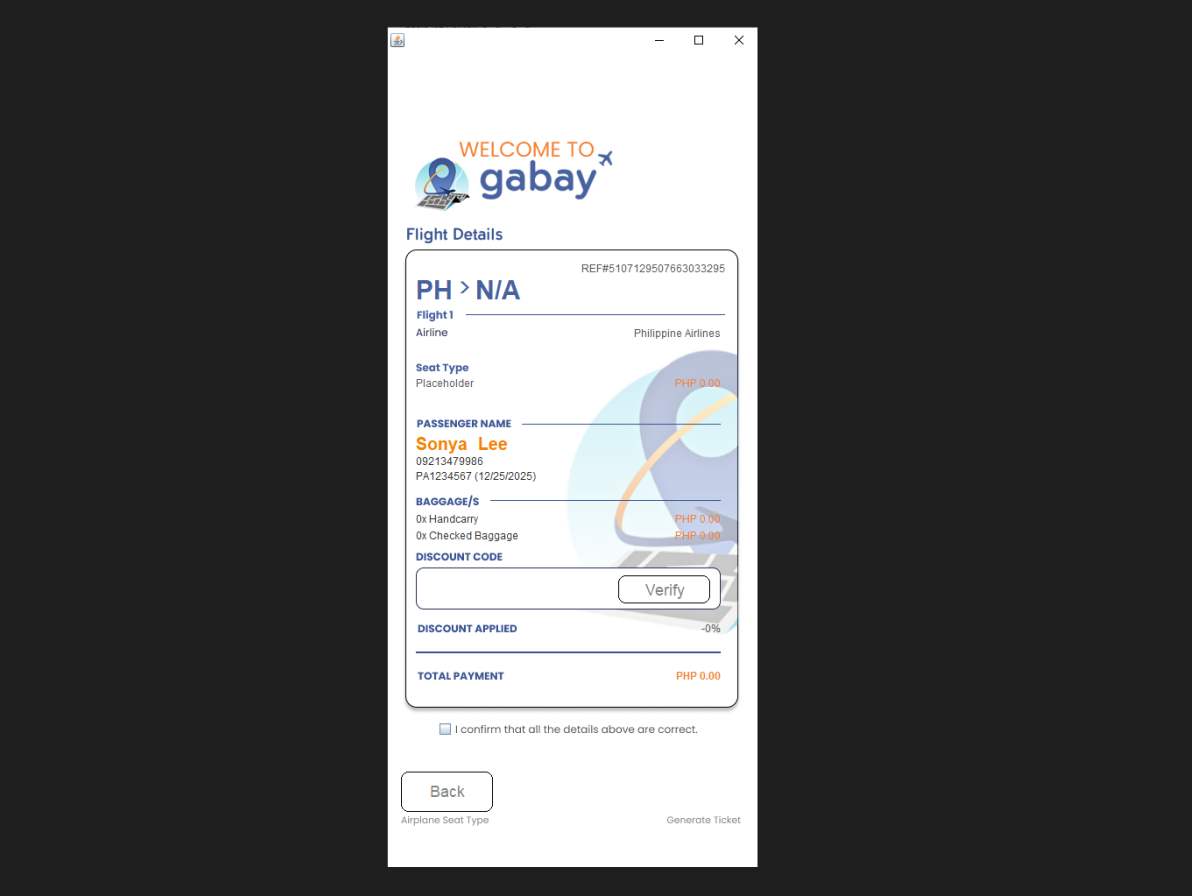 WELCOME TO
gabay
Flight Details
REF#5107129507663033295
PH > N/A
Flight 1
Airline Philippine Airlines
Seat Type
Placeholder PHP 0.00
PASSENGER NAME
Sonya Lee
09213479986
PA1234567 (12/25/2025)
BAGGAGE/S
0x Handcarry PHP 0.00
0x Checked Baggage PHP 0.00
DISCOUNT CODE
Verify
DISCOUNT APPLIED -0%
TOTAL PAYMENT PHP 0.00
I confirm that all the details above are correct.
Back
Airplane Seat Type Generate Ticket